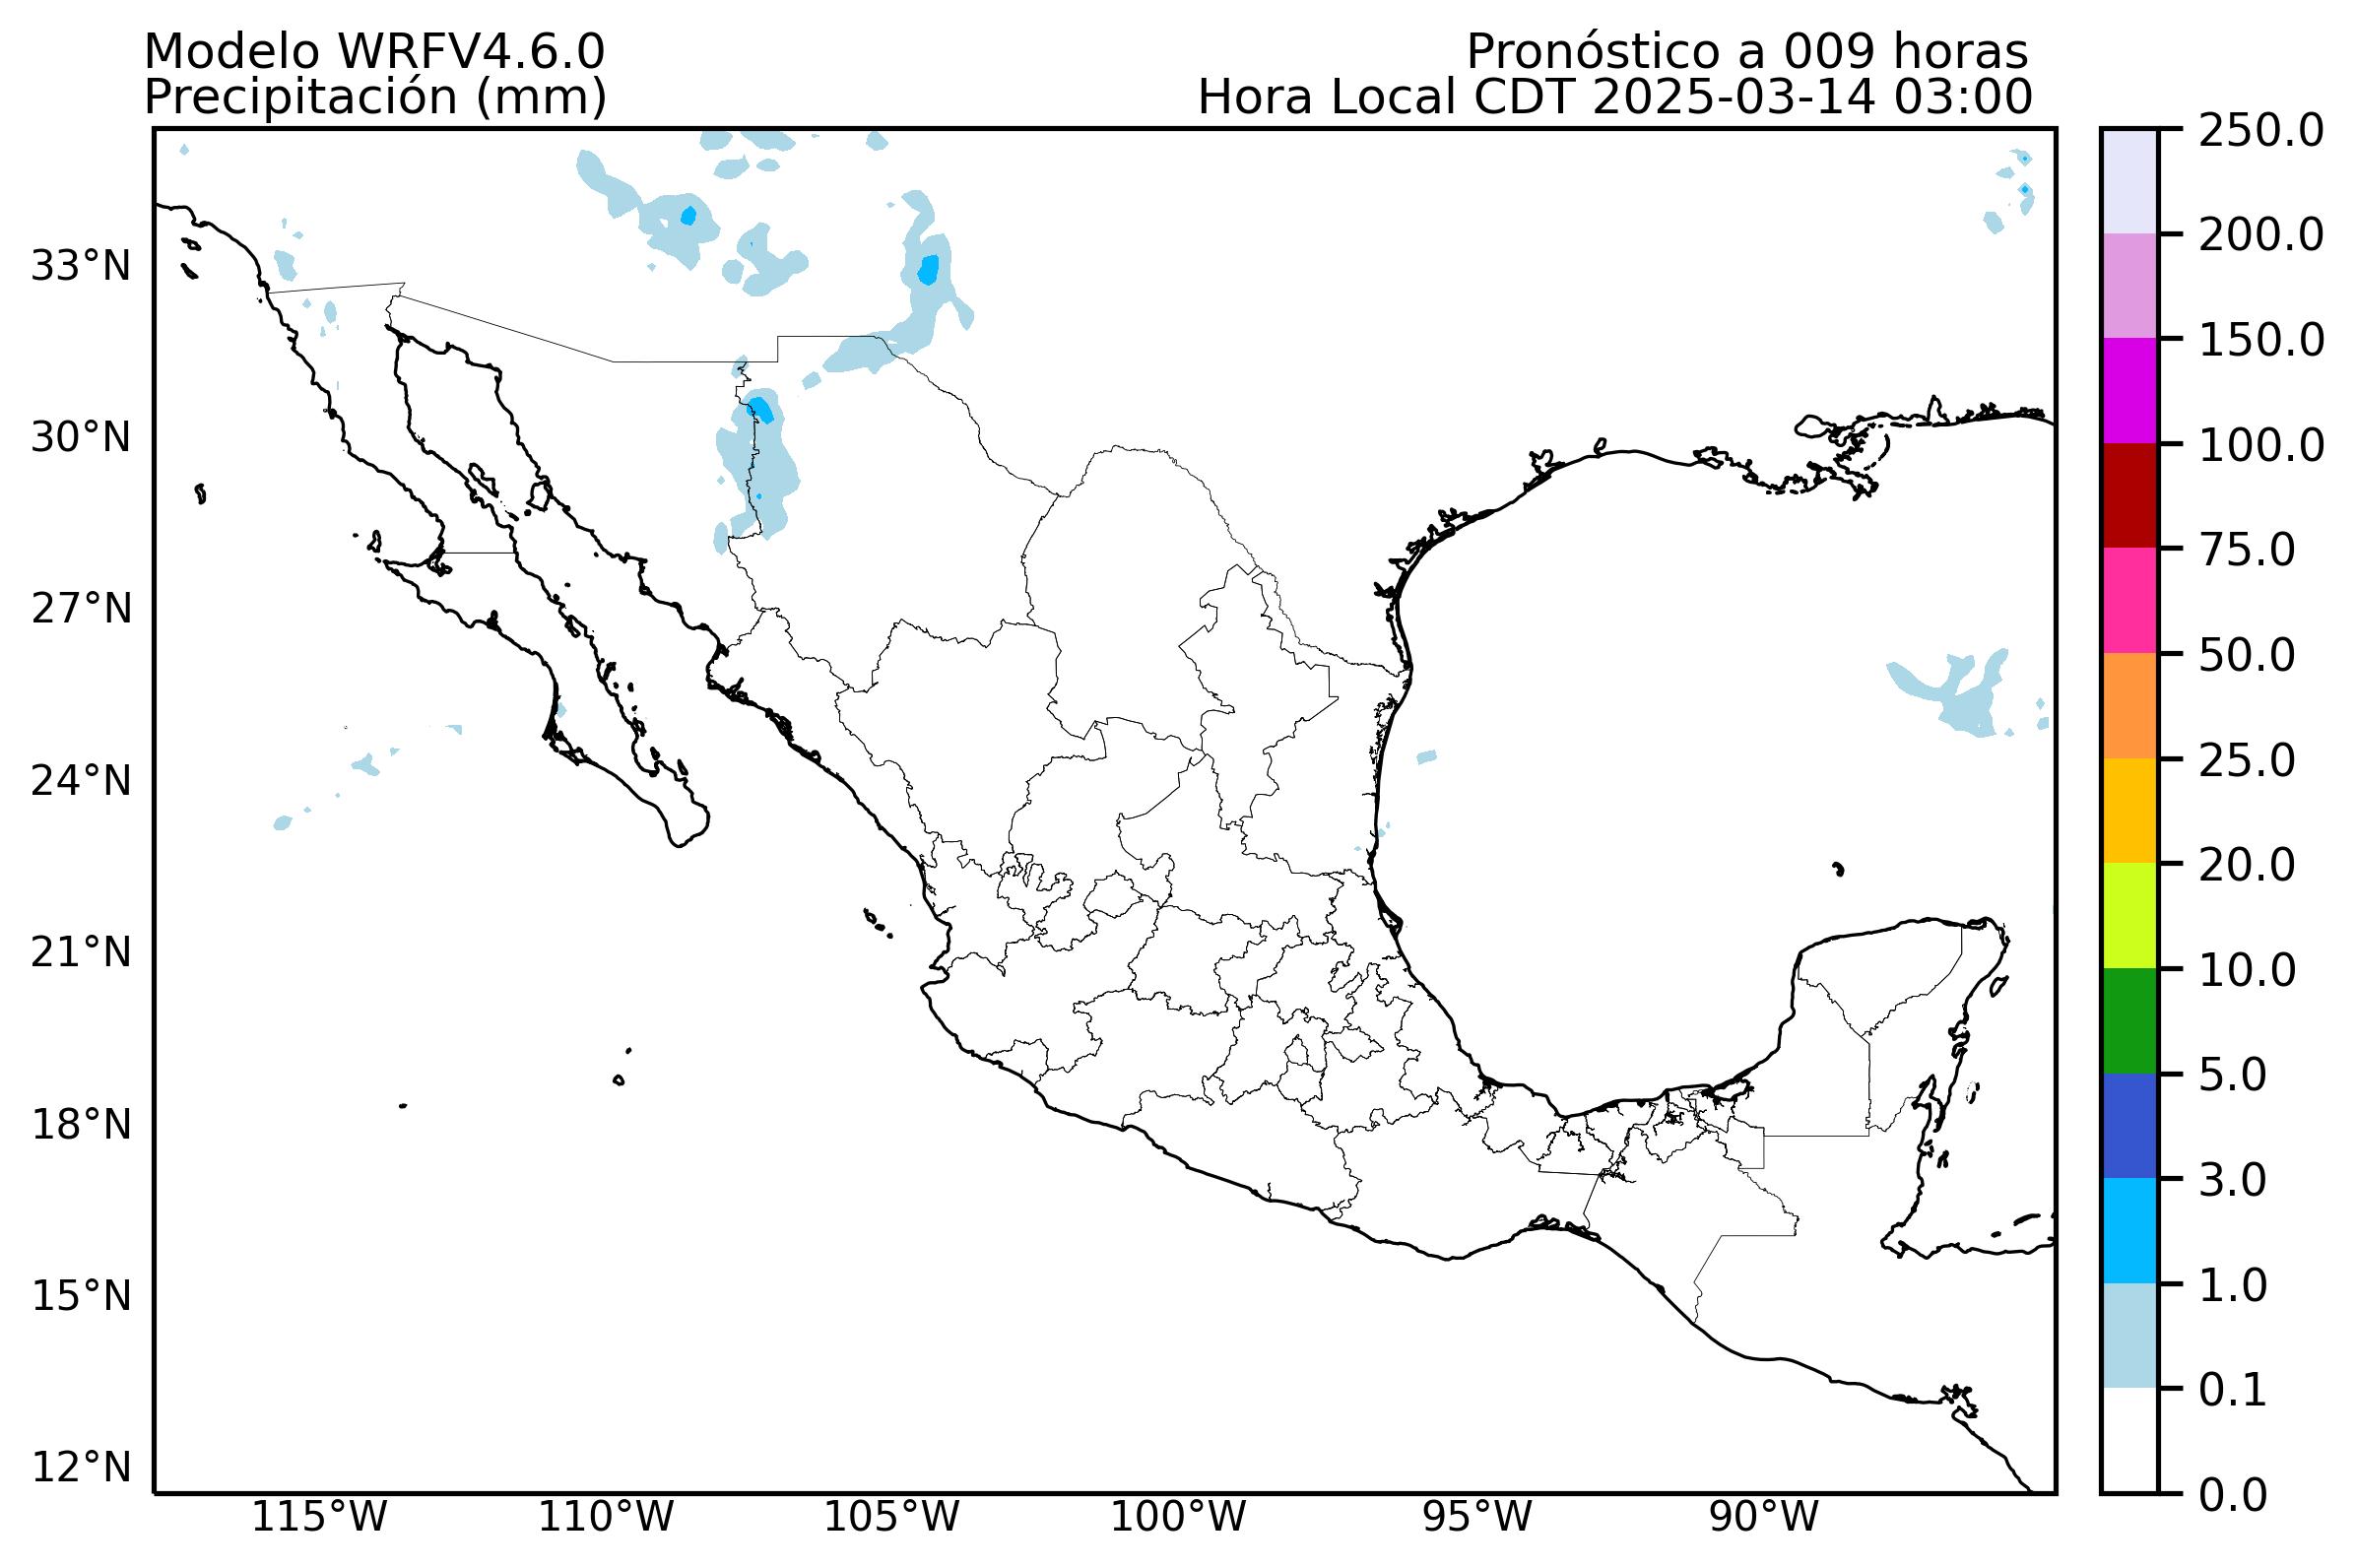 Modelo WRFV4.6.0
Precipitación (mm)
Pronóstico a 009 horas
Hora Local CDT 2025-03-14 03:00
33°N
30°N
27°N
24°N
21°N
18°N
15°N
12°N
115°W
110°W
105°W
100°W
95°W
90°W
250.0
200.0
150.0
100.0
75.0
50.0
25.0
20.0
10.0
5.0
3.0
1.0
0.1
0.0